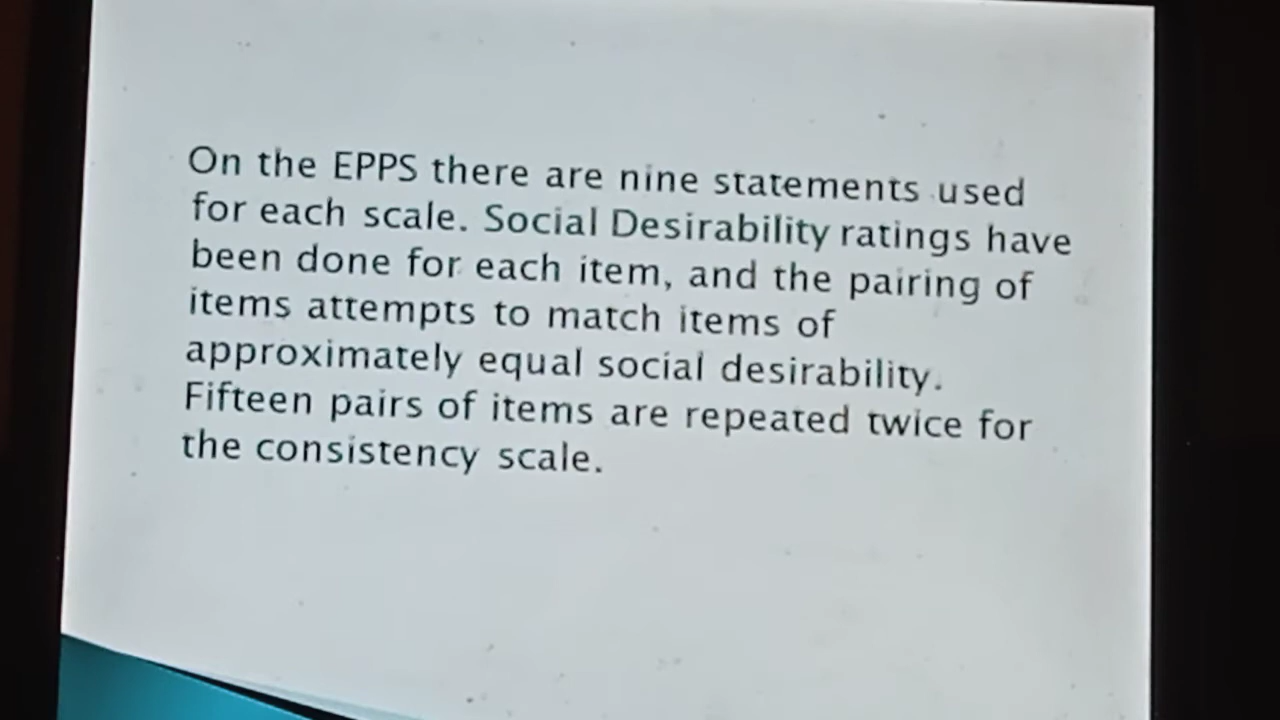 On the EPPS there are nine statements used
for each scale. Social Desirability ratings have
been done for each item, and the pairing of
items attempts to match items of
approximately equal social desirability.
Fifteen pairs of items are repeated twice for
the consistency scale.